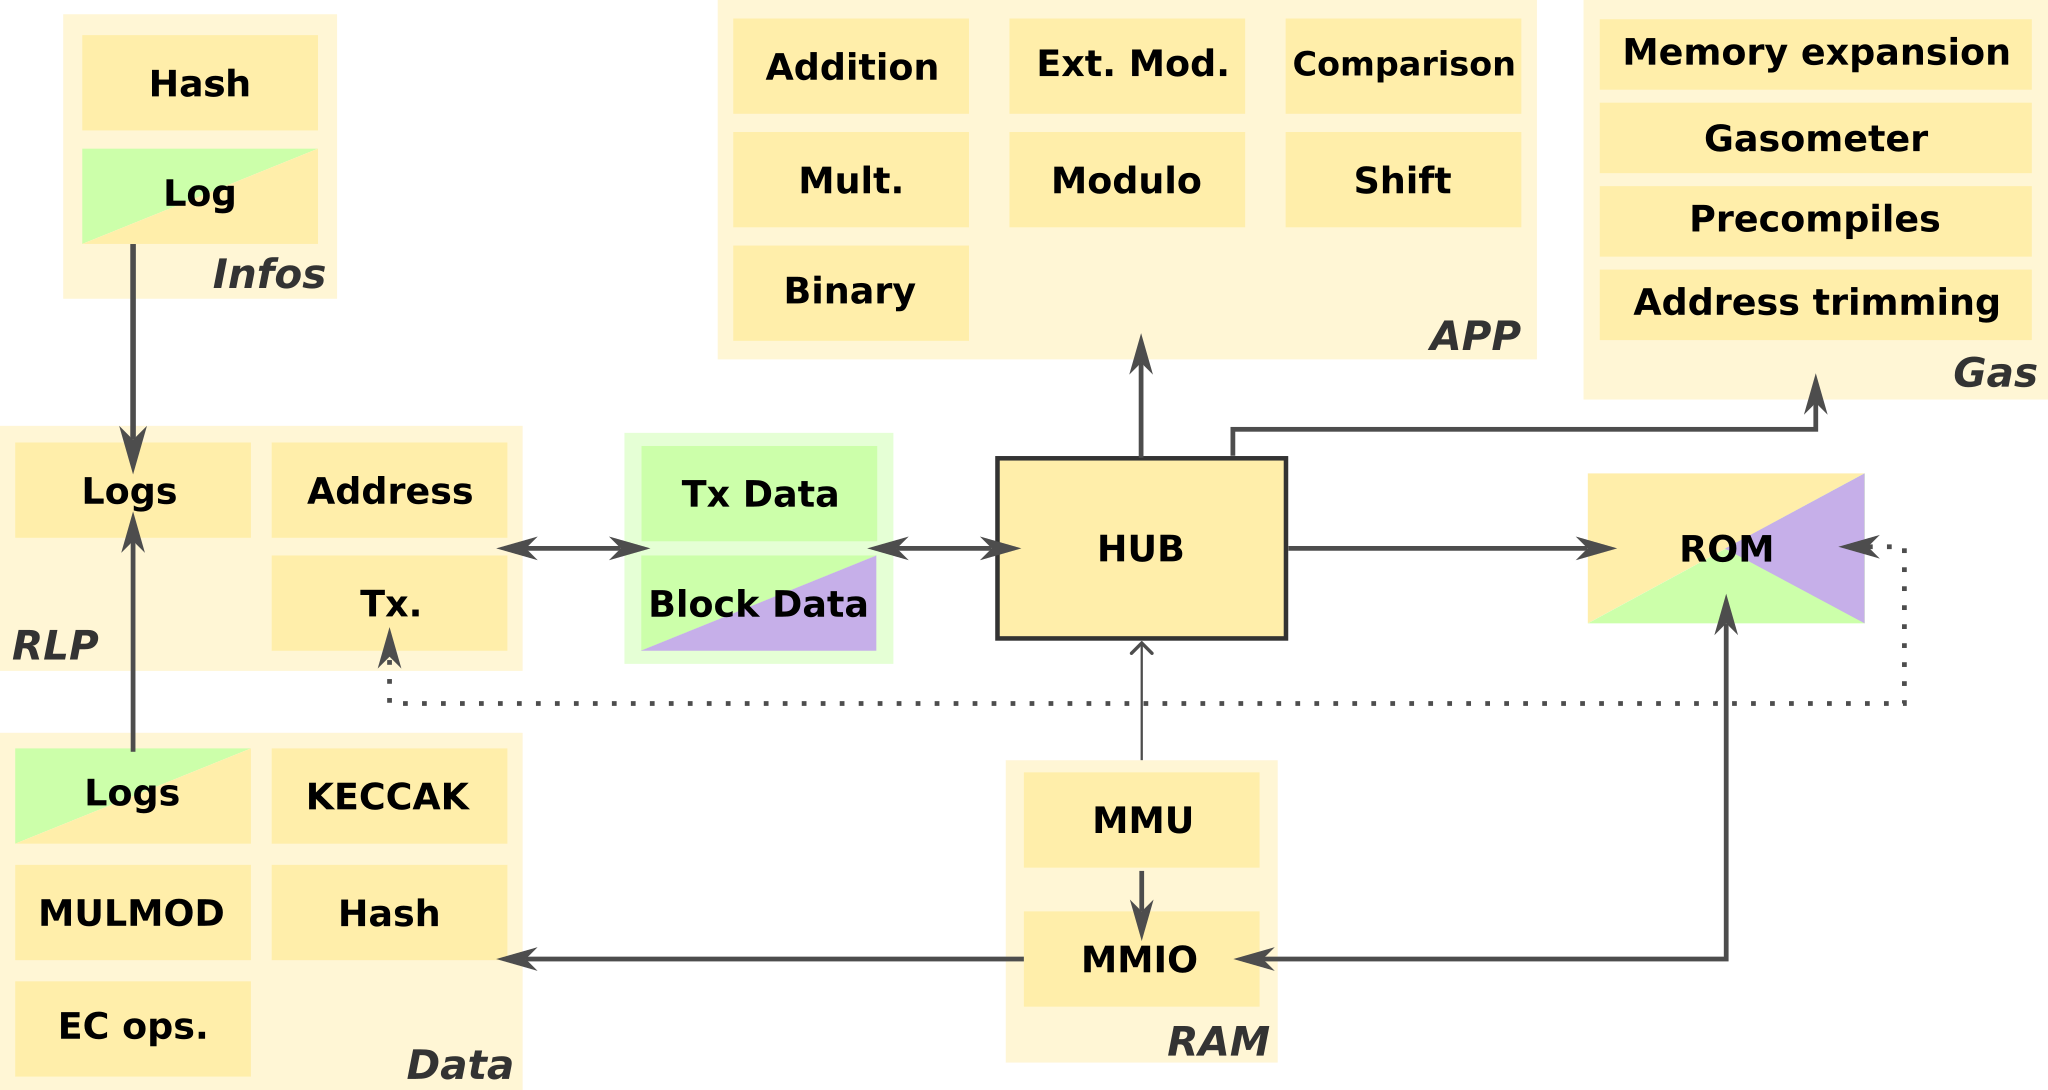 Hash
Log
Infos
Addition
Ext. Mod.
Comparison
Mult.
Modulo
Shift
Binary
APP
Memory expansion
Gasometer
Precompiles
Address trimming
Gas
Logs
Address
Tx.
RLP
Tx Data
Block Data
HUB
ROM
Logs
KECCAK
MULMOD
Hash
EC ops.
Data
MMU
MMIO
RAM